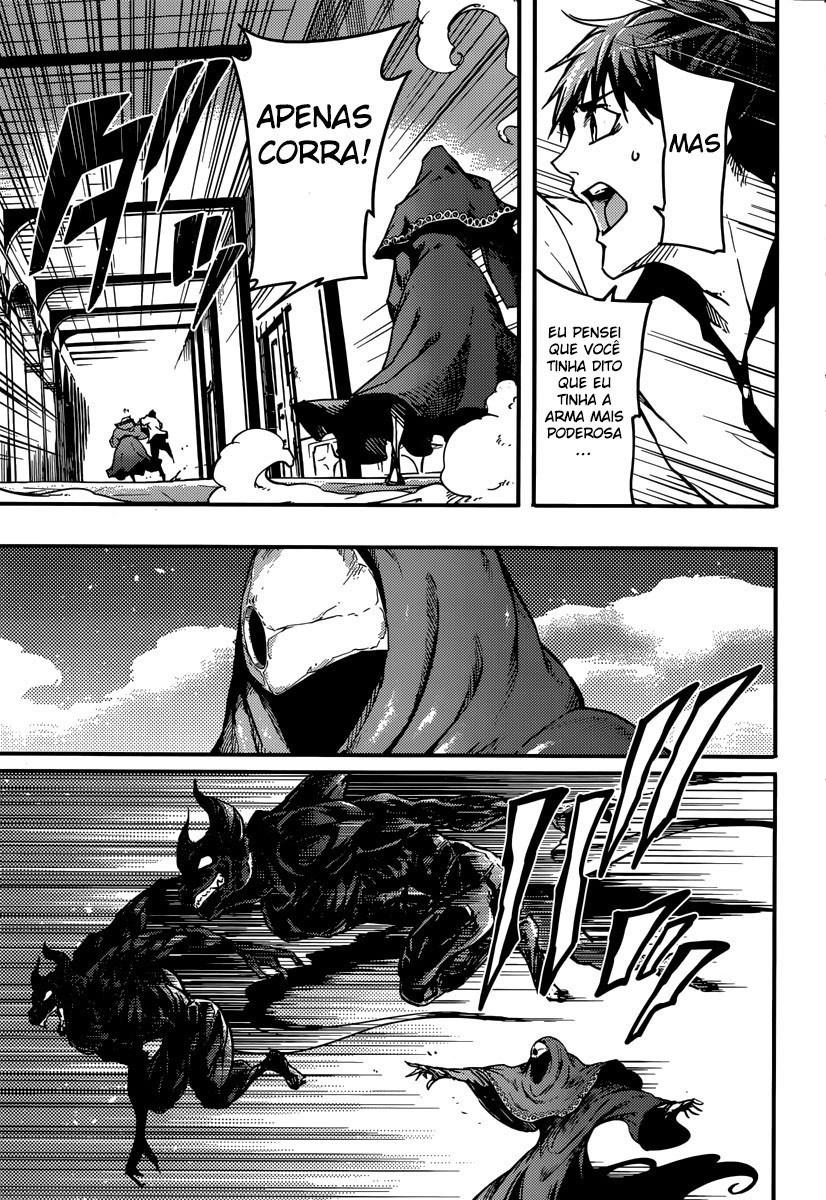 MAS
EU PENSEI
QUE VOCÊ
TINHA DITO
QUE EU
TINHA A
ARMA MAIS
PODEROSA
...
APENAS
CORRA!